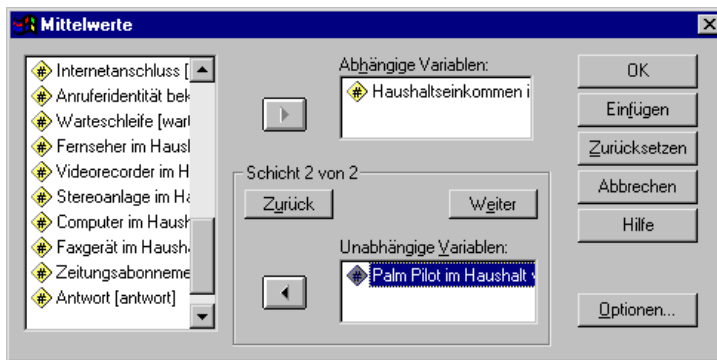 Mittelwerte
Internetanschluss [
Anruferidentität bek
Warteschleife [wart
Fernseher im Haush
Videorecorder im H
Stereoanlage im Ha
Computer im Haush
Faxgerät im Hausha
Zeitungsabonneme
Antwort [antwort]
Abhängige Variablen:
Haushaltseinkommen i
Schicht 2 von 2
Zurück
Weiter
Unabhängige Variablen:
Palm Pilot im Haushalt v
OK
Einfügen
Zurücksetzen
Abbrechen
Hilfe
Optionen...